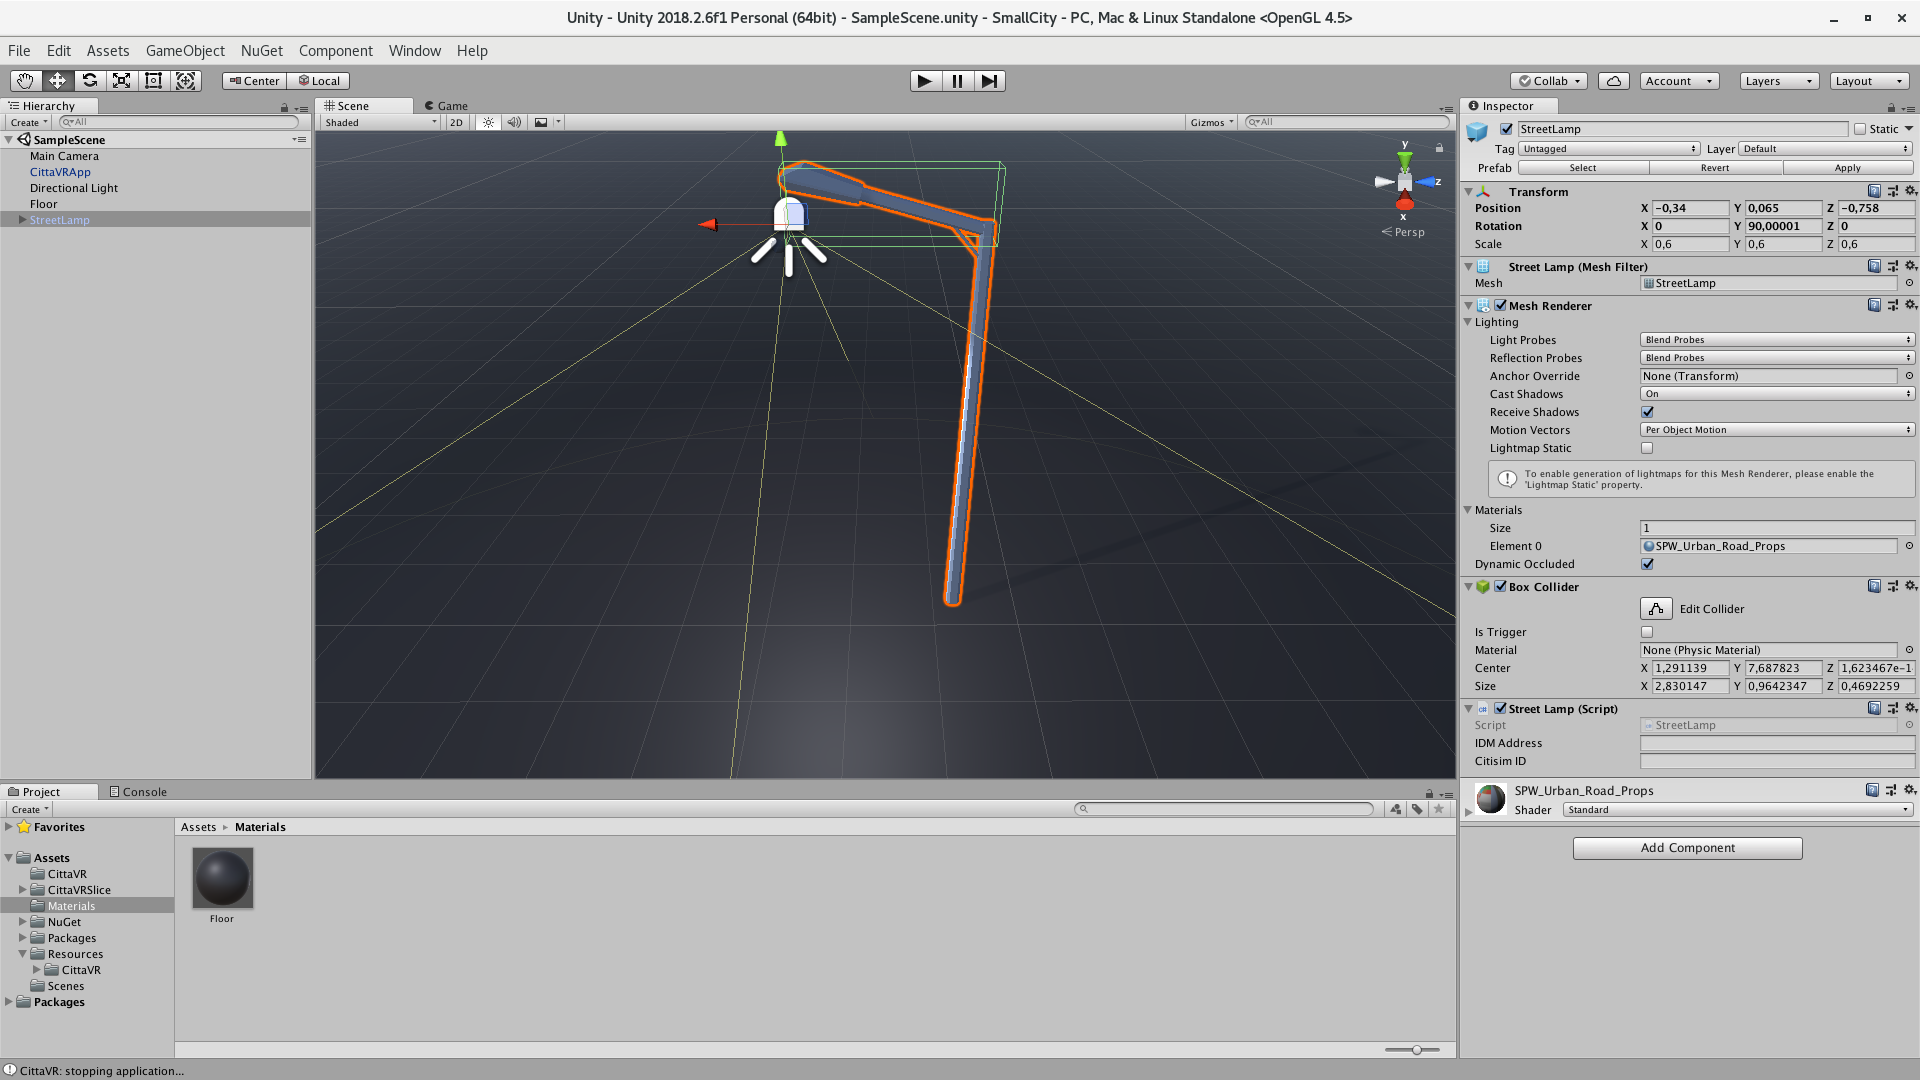 Unity - Unity 2018.2.6f1 Personal (64bit) - SampleScene.unity - SmallCity - PC, Mac & Linux Standalone <OpenGL 4.5>
File Edit Assets GameObject NuGet Component Window Help
Center Local
Collab Account Layers Layout
Hierarchy
Create All
SampleScene
Main Camera
CittaVRApp
Directional Light
Floor
StreetLamp
Scene Game
Shaded 2D Gizmos All
y
z
x
Persp
Inspector
StreetLamp Static
Tag Untagged Layer Default
Prefab Select Revert Apply
Transform
Position X -0,34 Y 0,065 Z -0,758
Rotation X 0 Y 90,00001 Z 0
Scale X 0,6 Y 0,6 Z 0,6
Street Lamp (Mesh Filter)
Mesh StreetLamp
Mesh Renderer
Lighting
Light Probes Blend Probes
Reflection Probes Blend Probes
Anchor Override None (Transform)
Cast Shadows On
Receive Shadows
Motion Vectors Per Object Motion
Lightmap Static
To enable generation of lightmaps for this Mesh Renderer, please enable the
'Lightmap Static' property.
Materials
Size 1
Element 0 SPW_Urban_Road_Props
Dynamic Occluded
Box Collider
Edit Collider
Is Trigger
Material None (Physic Material)
Center X 1,291139 Y 7,687823 Z 1,623467e-1
Size X 2,830147 Y 0,9642347 Z 0,4692259
Street Lamp (Script)
Script StreetLamp
IDM Address
Citisim ID
SPW_Urban_Road_Props
Shader Standard
Add Component
Project Console
Create
Favorites
Assets
CittaVR
CittaVRSlice
Materials
NuGet
Packages
Resources
CittaVR
Scenes
Packages
Assets ▸ Materials
Floor
CittaVR: stopping application...